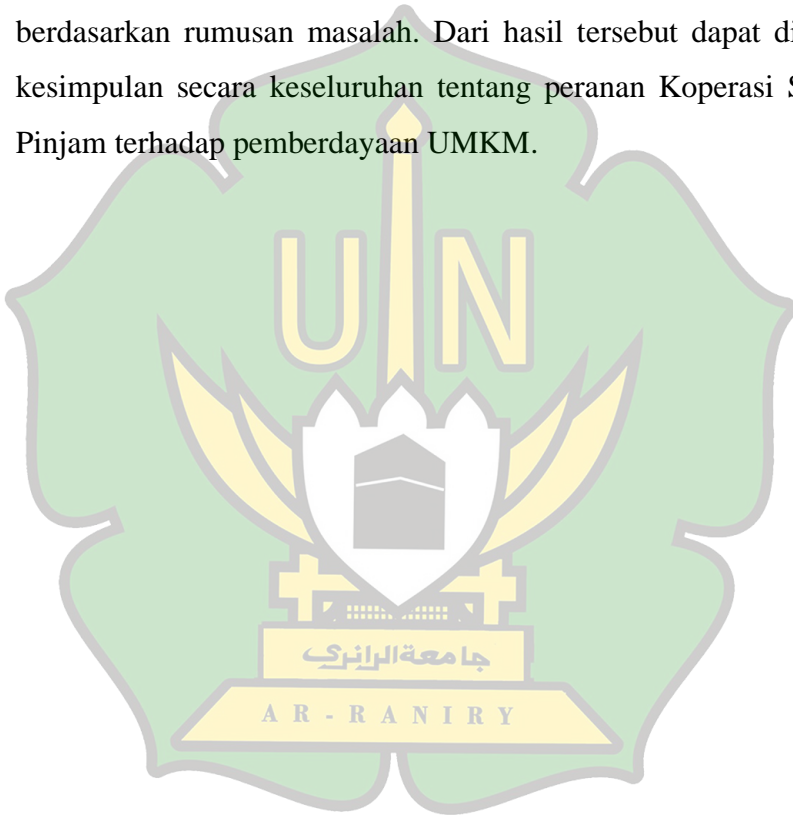 berdasarkan rumusan masalah. Dari hasil tersebut dapat di
kesimpulan secara keseluruhan tentang peranan Koperasi S
Pinjam terhadap pemberdayaan UMKM.
UIN
جامعة الرانري
AR-RANIRY